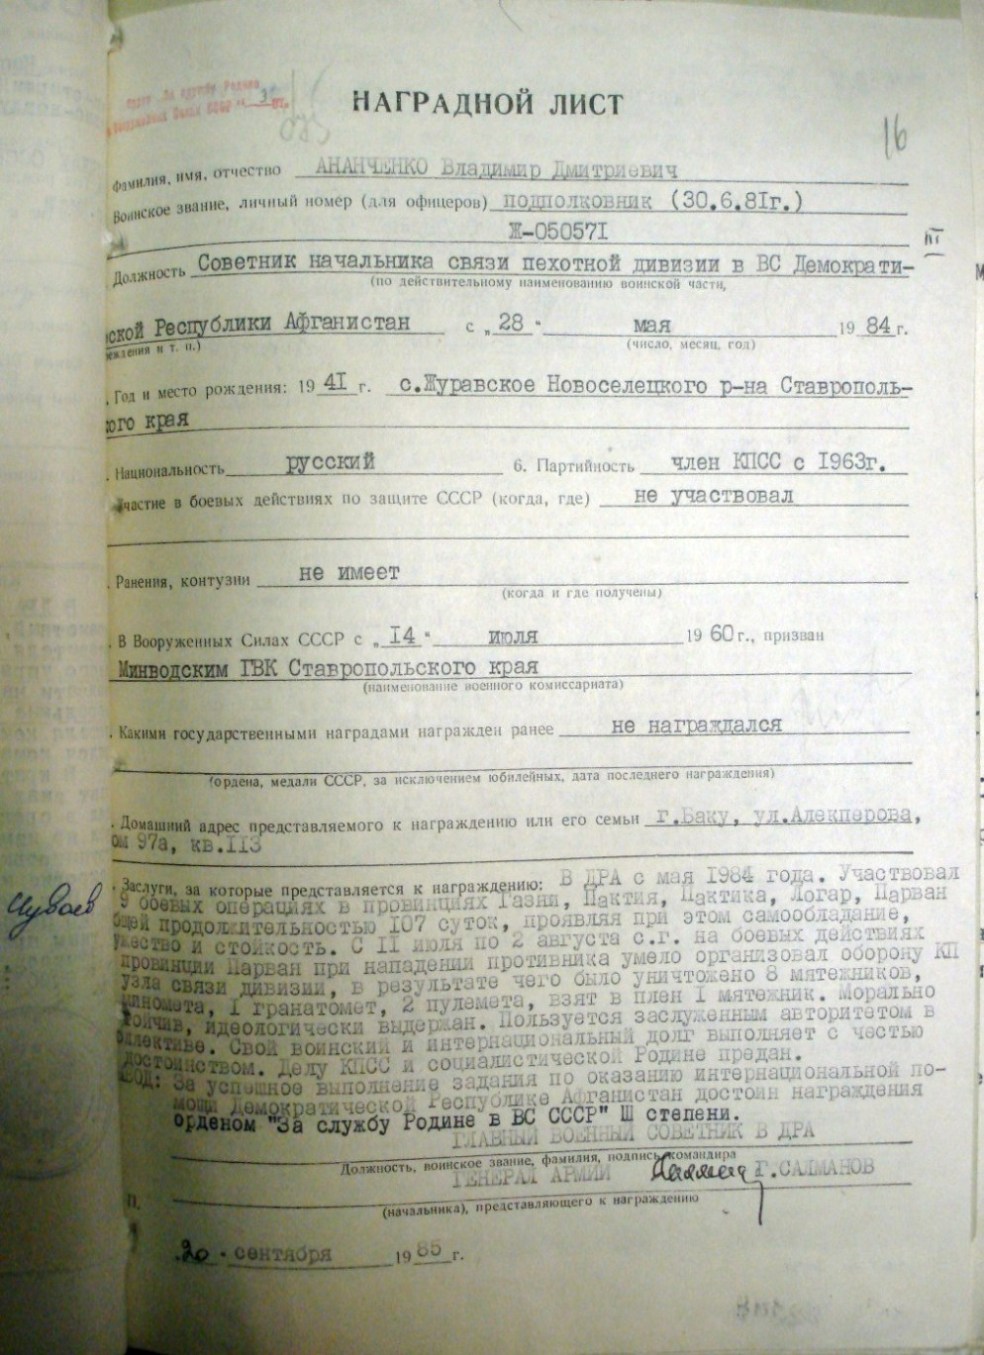 НАГРАДНОЙ ЛИСТ
16
Фамилия, имя, отчество АНАНЧЕНКО Владимир Дмитриевич
Воинское звание, личный номер (для офицеров) подполковник (30.6.81г.)
Ж-050571
III
Должность Советник начальника связи пехотной дивизии в ВС Демократи-
(по действительному наименованию воинской части,
ской Республики Афганистан с „28" мая 1984 г.
ждения и т. п.) (число, месяц, год)
. Год и место рождения: 1941 г. с.Журавское Новоселецкого р-на Ставрополь-
кого края
. Национальность русский 6. Партийность член КПСС с 1963г.
Участие в боевых действиях по защите СССР (когда, где) не участвовал
. Ранения, контузии не имеет
(когда и где получены)
. В Вооруженных Силах СССР с „14" июля 1960 г., призван
Минводским ГВК Ставропольского края
(наименование военного комиссариата)
. Какими государственными наградами награжден ранее не награждался
(ордена, медали СССР, за исключением юбилейных, дата последнего награждения)
. Домашний адрес представляемого к награждению или его семьи г.Баку, ул.Алекперова,
ом 97а, кв.113
. Заслуги, за которые представляется к награждению: В ДРА с мая 1984 года. Участвовал
9 боевых операциях в провинциях Газни, Пактия, Пактика, Логар, Парван
бщей продолжительностью 107 суток, проявляя при этом самообладание,
ужество и стойкость. С 11 июля по 2 августа с.г. на боевых действиях
провинции Парван при нападении противника умело организовал оборону КП
узла связи дивизии, в результате чего было уничтожено 8 мятежников,
миномета, 1 гранатомет, 2 пулемета, взят в плен 1 мятежник. Морально
тойчив, идеологически выдержан. Пользуется заслуженным авторитетом в
оллективе. Свой воинский и интернациональный долг выполняет с честью
достоинством. Делу КПСС и социалистической Родине предан.
ВОД: За успешное выполнение задания по оказанию интернациональной по-
мощи Демократической Республике Афганистан достоин награждения
орденом "За службу Родине в ВС СССР" Ш степени.
ГЛАВНЫЙ ВОЕННЫЙ СОВЕТНИК В ДРА
Должность, воинское звание, фамилия, подпись командира
ГЕНЕРАЛ АРМИИ Г.САЛМАНОВ
П.
(начальника), представляющего к награждению
„20" сентября 1985 г.